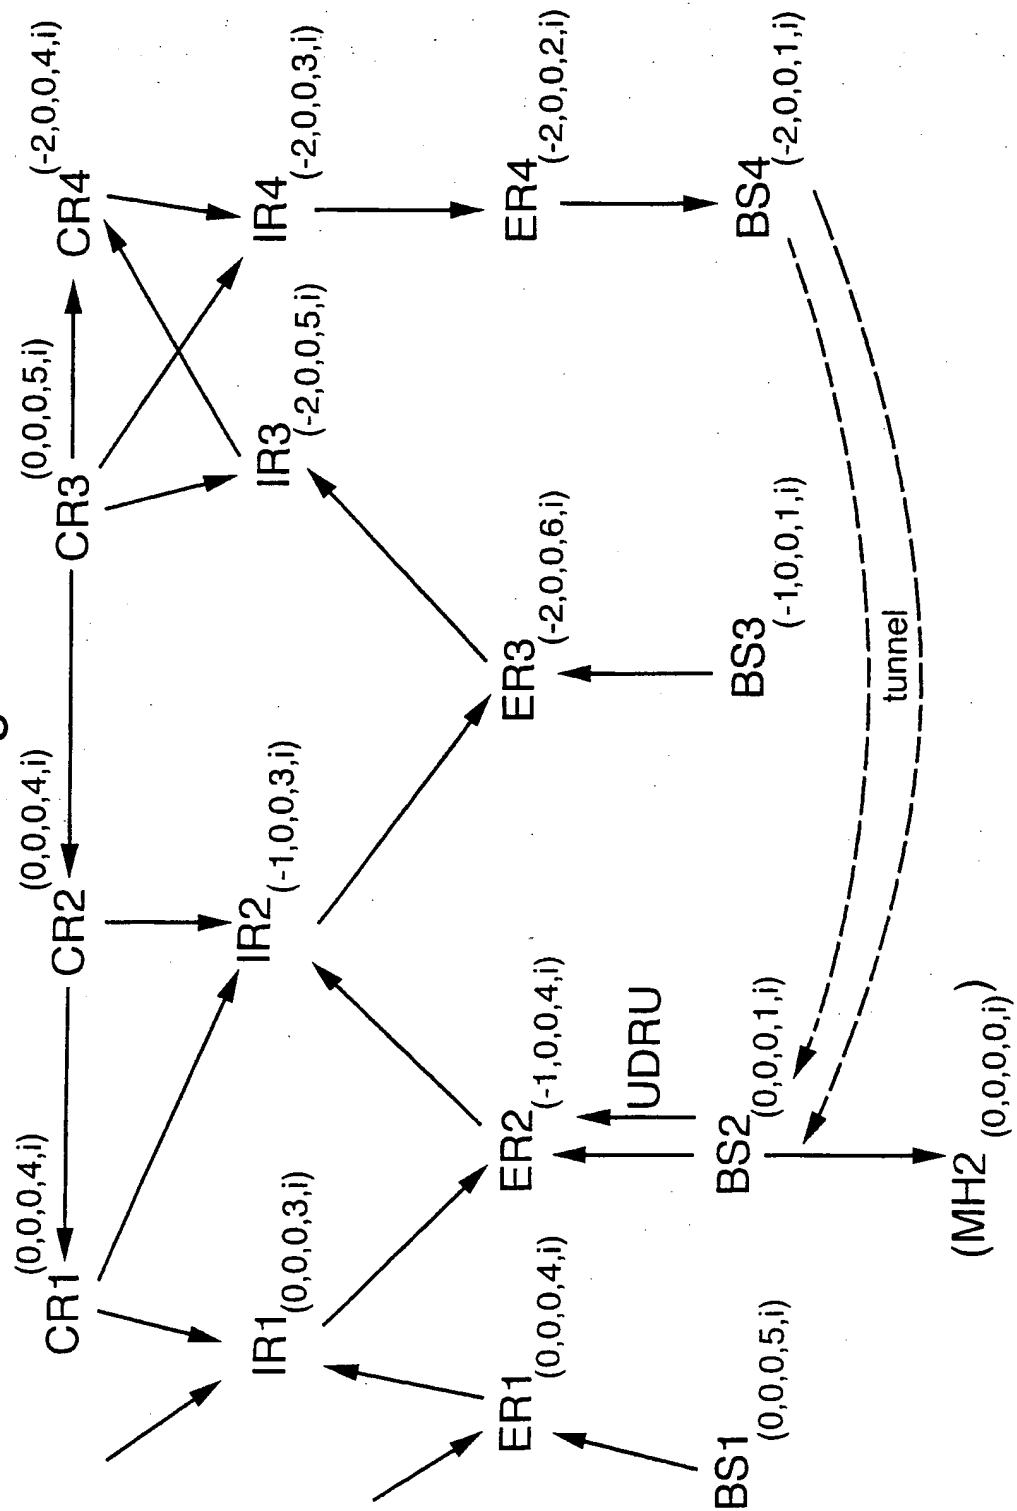 CR1 (0,0,0,4,i)
CR2 (0,0,0,4,i)
CR3 (0,0,0,5,i)
CR4 (-2,0,0,4,i)
IR1 (0,0,0,3,i)
IR2 (-1,0,0,3,i)
IR3 (-2,0,0,5,i)
IR4 (-2,0,0,3,i)
ER1 (0,0,0,4,i)
ER2 (-1,0,0,4,i)
ER3 (-2,0,0,6,i)
ER4 (-2,0,0,2,i)
UDRU
BS1 (0,0,0,5,i)
BS2 (0,0,0,1,i)
BS3 (-1,0,0,1,i)
BS4 (-2,0,0,1,i)
tunnel
(MH2 (0,0,0,0,i) )